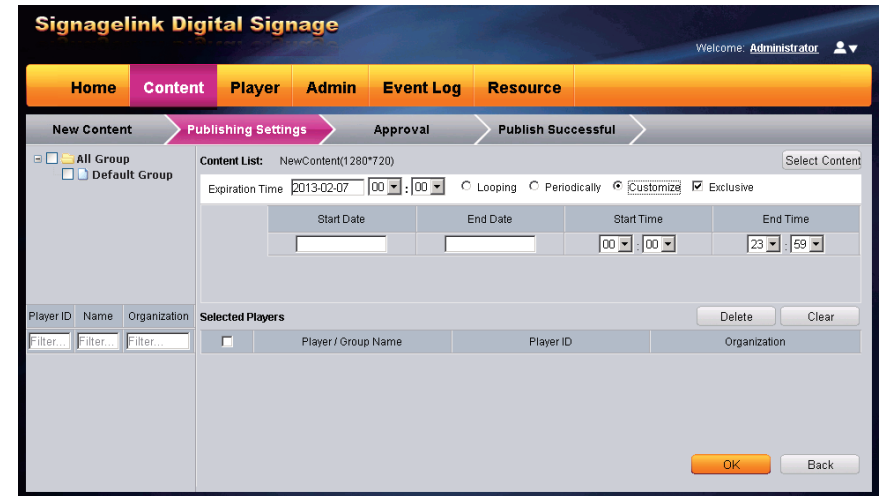 Signagelink Digital Signage
Welcome: Administrator
Home Content Player Admin Event Log Resource
New Content Publishing Settings Approval Publish Successful
All Group
Default Group
Content List: NewContent(1280*720) Select Content
Expiration Time 2013-02-07 00 : 00 Looping Periodically Customize Exclusive
Start Date End Date Start Time End Time
00 : 00 23 : 59
Player ID Name Organization
Filter... Filter... Filter...
Selected Players Delete Clear
Player / Group Name Player ID Organization
OK Back